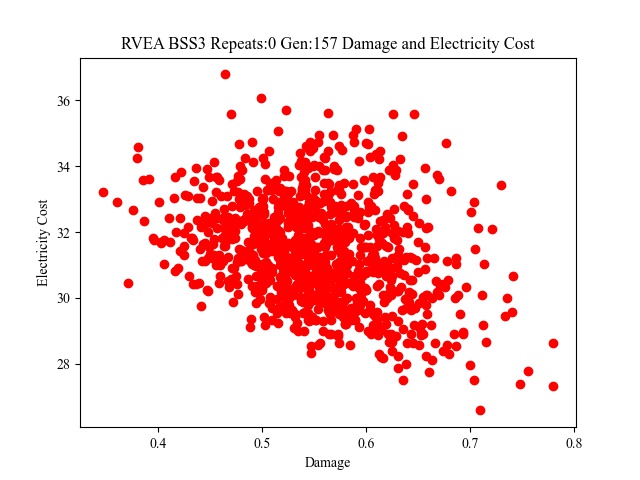 RVEA BSS3 Repeats:0 Gen:157 Damage and Electricity Cost
36
34
32
30
28
Electricity Cost
0.4 0.5 0.6 0.7 0.8
Damage